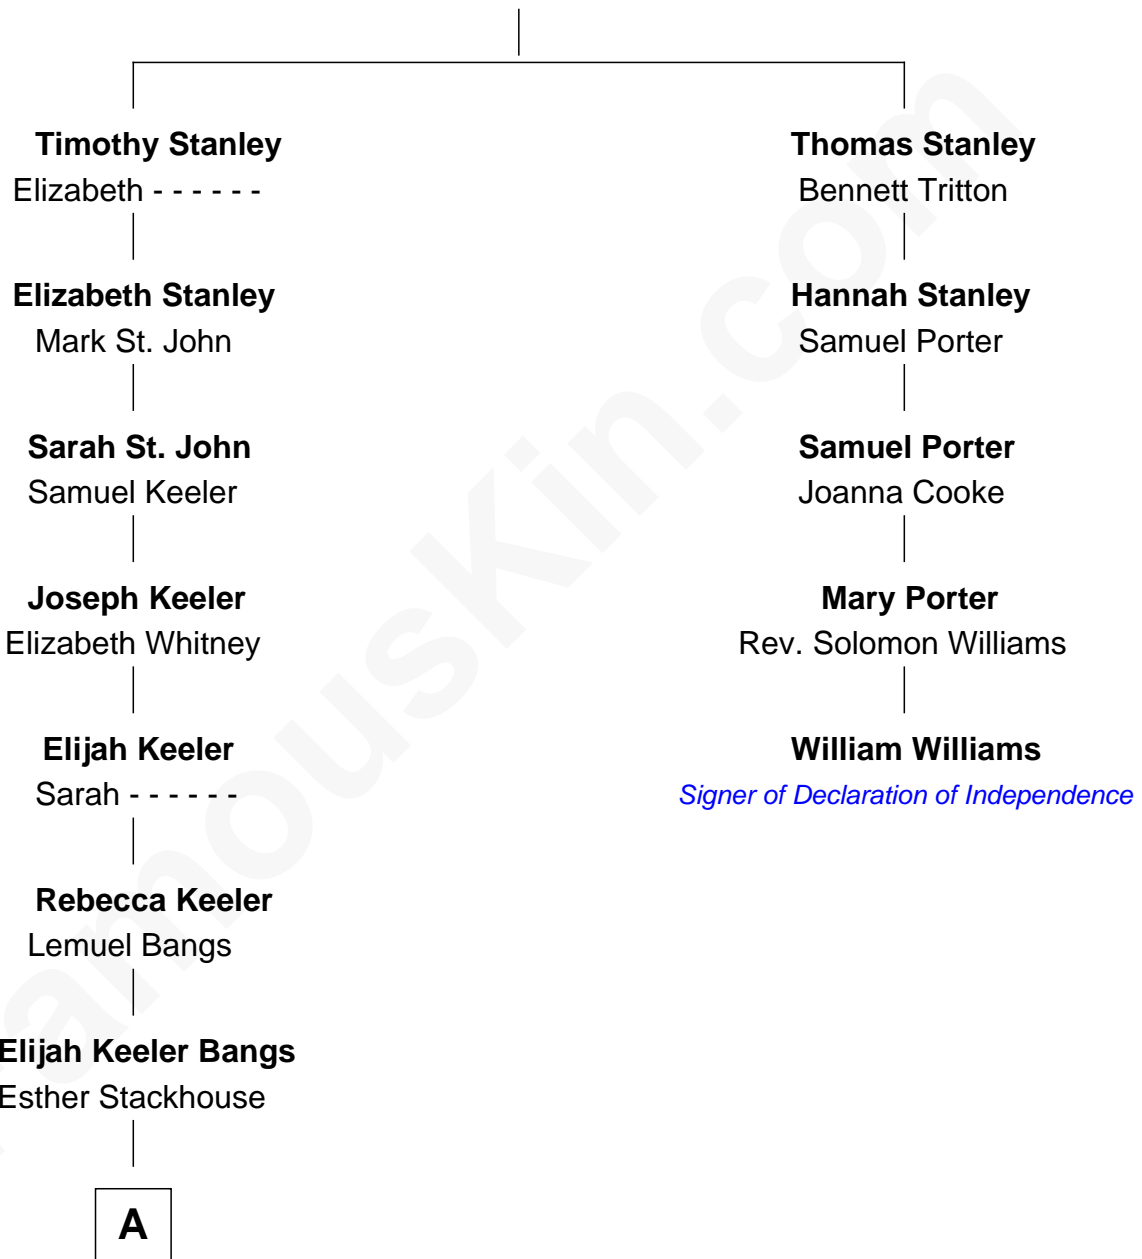 Timothy Stanley
Elizabeth - - - - - -
Elizabeth Stanley
Mark St. John
Sarah St. John
Samuel Keeler
Joseph Keeler
Elizabeth Whitney
Elijah Keeler
Sarah - - - - - -
Rebecca Keeler
Lemuel Bangs
Elijah Keeler Bangs
Esther Stackhouse
A
Thomas Stanley
Bennett Tritton
Hannah Stanley
Samuel Porter
Samuel Porter
Joanna Cooke
Mary Porter
Rev. Solomon Williams
William Williams
Signer of Declaration of Independence
FamousKin.com